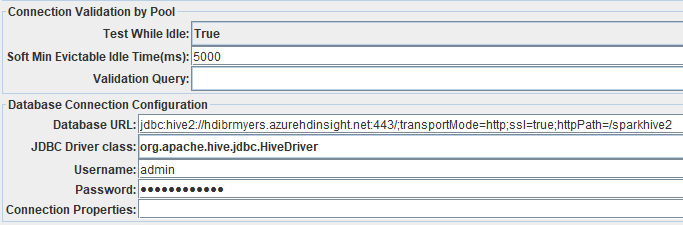 Connection Validation by Pool
Test While Idle: True
Soft Min Evictable Idle Time(ms): 5000
Validation Query:
Database Connection Configuration
Database URL: jdbc:hive2://hdibrmyers.azurehdinsight.net:443/;transportMode=http;ssl=true;httpPath=/sparkhive2
JDBC Driver class: org.apache.hive.jdbc.HiveDriver
Username: admin
Password: ●●●●●●●●●●●●
Connection Properties: